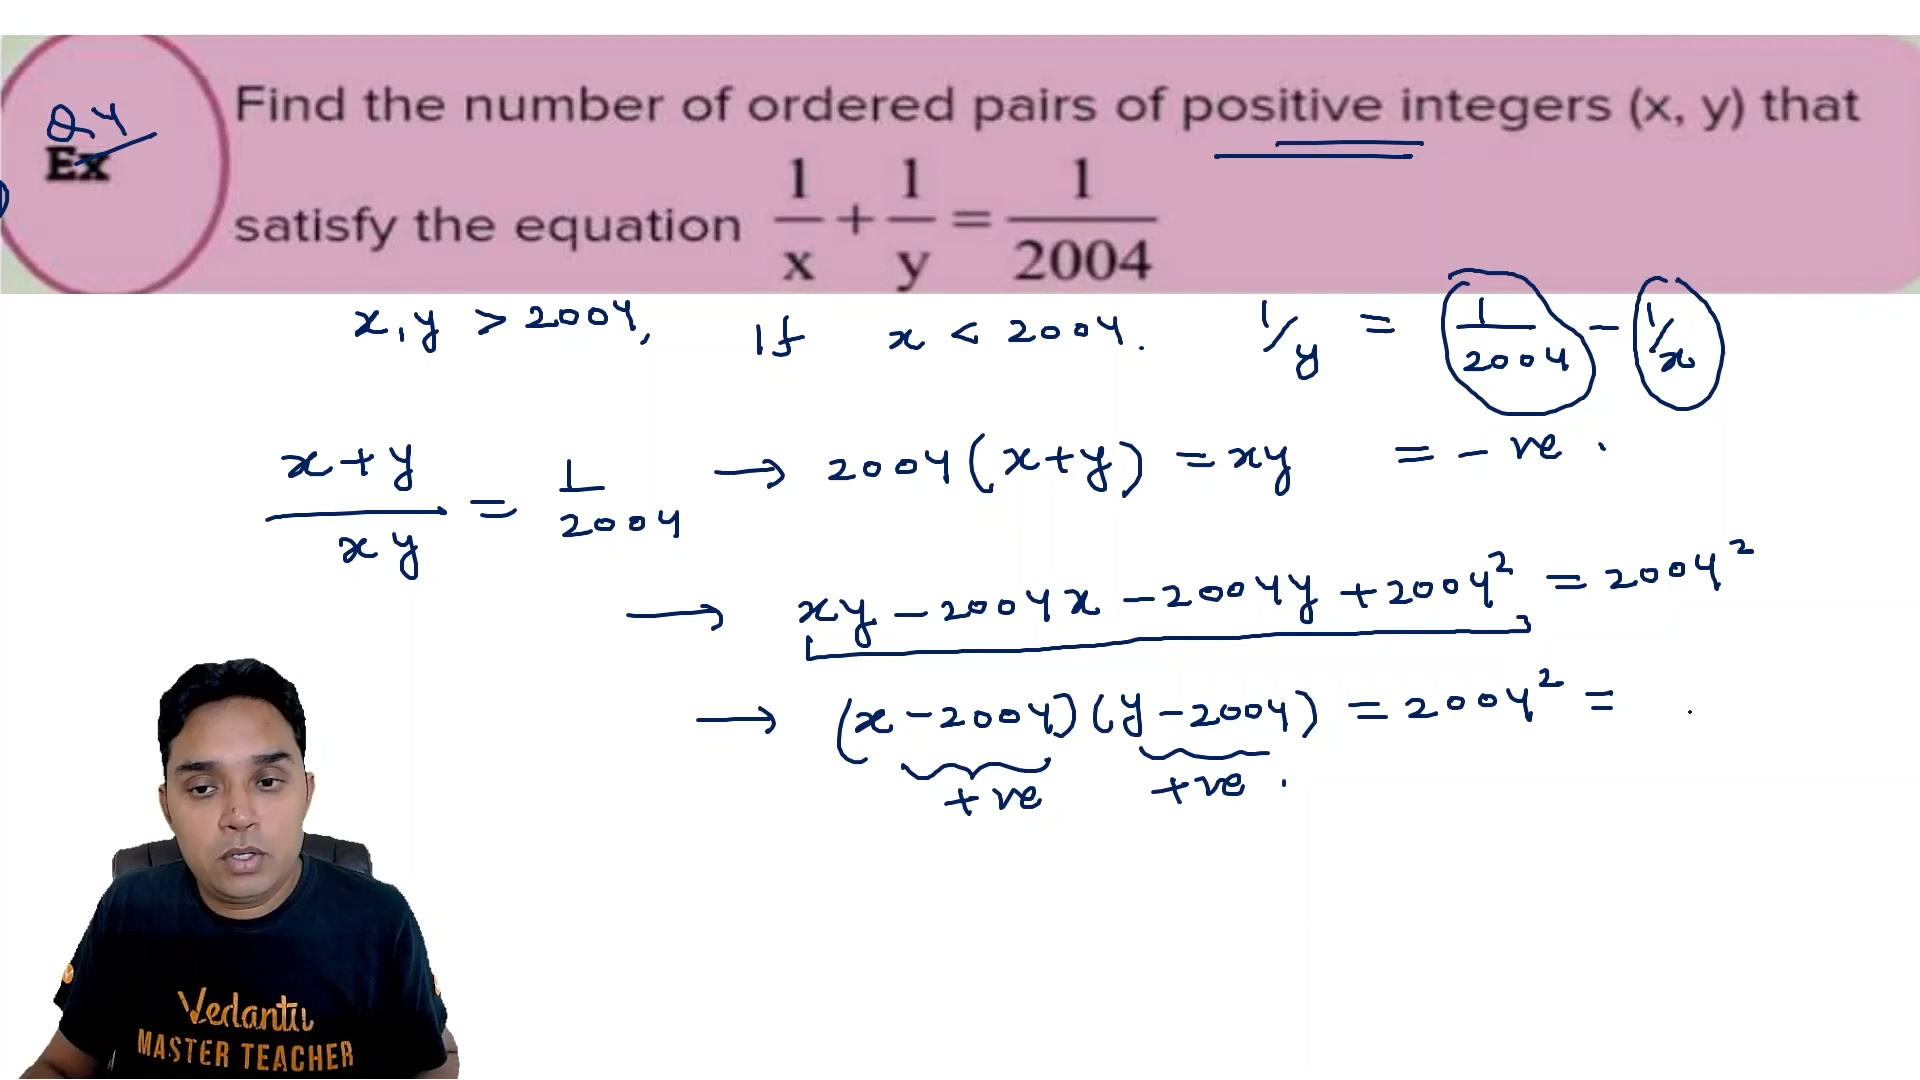 Q.4
Ex
Find the number of ordered pairs of positive integers (x, y) that
satisfy the equation 1/x + 1/y = 1/2004
x, y > 2004, If x < 2004. 1/y = 1/2004 - 1/x
(x+y)/(xy) = 1/2004 → 2004(x+y) = xy = -ve.
→ xy - 2004x - 2004y + 2004² = 2004²
→ (x-2004)(y-2004) = 2004² =
+ve +ve.
Vedantu
MASTER TEACHER